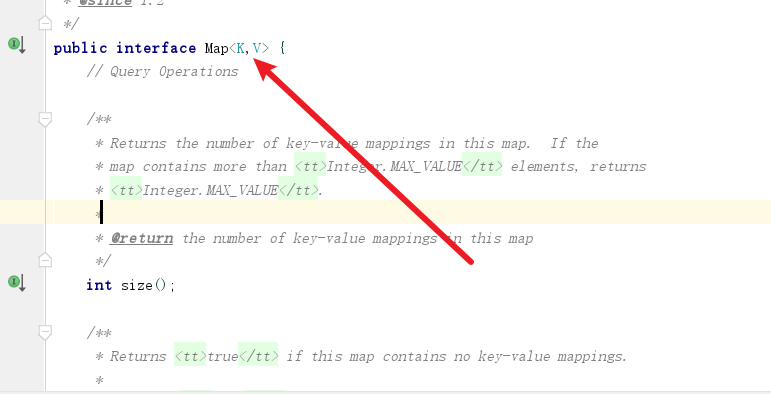 * @since 1.2
*/
public interface Map<K,V> {
// Query Operations
/**
* Returns the number of key-value mappings in this map.  If the
* map contains more than <tt>Integer.MAX_VALUE</tt> elements, returns
* <tt>Integer.MAX_VALUE</tt>.
*
* @return the number of key-value mappings in this map
*/
int size();
/**
* Returns <tt>true</tt> if this map contains no key-value mappings.
*